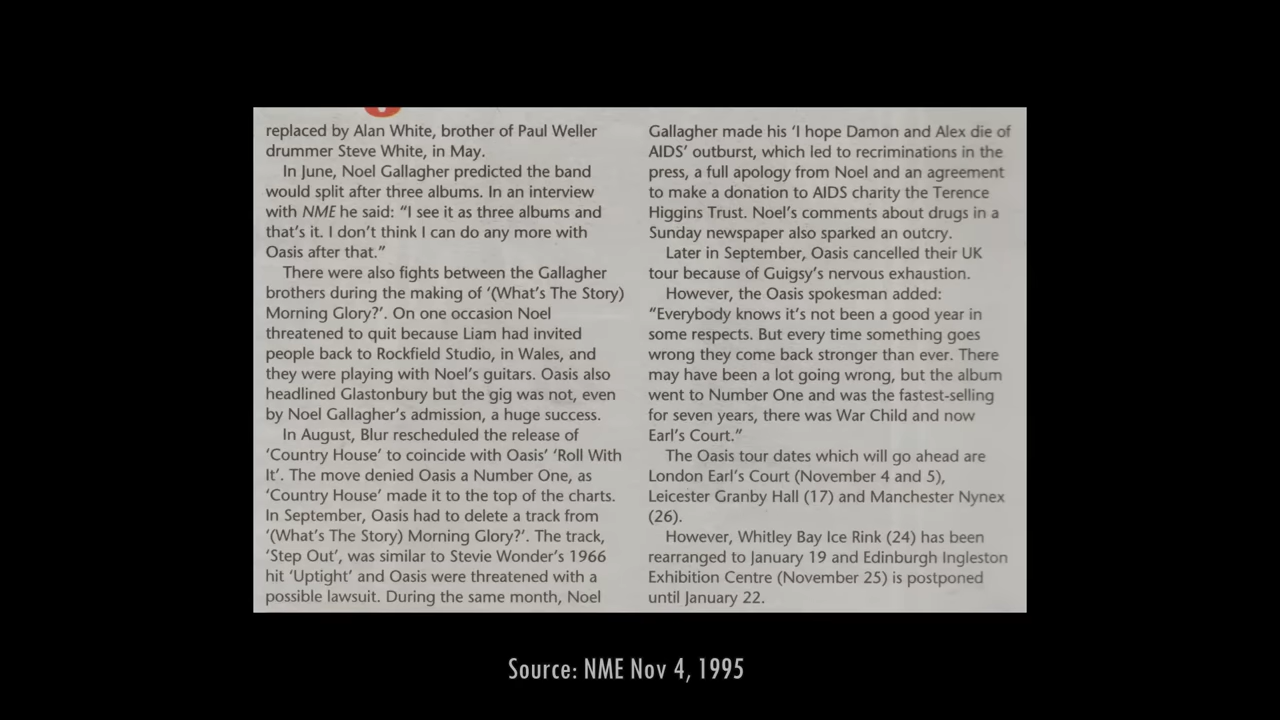 replaced by Alan White, brother of Paul Weller
drummer Steve White, in May.
In June, Noel Gallagher predicted the band
would split after three albums. In an interview
with NME he said: “I see it as three albums and
that’s it. I don’t think I can do any more with
Oasis after that.”
There were also fights between the Gallagher
brothers during the making of ‘(What’s The Story)
Morning Glory?’. On one occasion Noel
threatened to quit because Liam had invited
people back to Rockfield Studio, in Wales, and
they were playing with Noel’s guitars. Oasis also
headlined Glastonbury but the gig was not, even
by Noel Gallagher’s admission, a huge success.
In August, Blur rescheduled the release of
‘Country House’ to coincide with Oasis’ ‘Roll With
It’. The move denied Oasis a Number One, as
‘Country House’ made it to the top of the charts.
In September, Oasis had to delete a track from
‘(What’s The Story) Morning Glory?’. The track,
‘Step Out’, was similar to Stevie Wonder’s 1966
hit ‘Uptight’ and Oasis were threatened with a
possible lawsuit. During the same month, Noel
Gallagher made his ‘I hope Damon and Alex die of
AIDS’ outburst, which led to recriminations in the
press, a full apology from Noel and an agreement
to make a donation to AIDS charity the Terence
Higgins Trust. Noel’s comments about drugs in a
Sunday newspaper also sparked an outcry.
Later in September, Oasis cancelled their UK
tour because of Guigsy’s nervous exhaustion.
However, the Oasis spokesman added:
“Everybody knows it’s not been a good year in
some respects. But every time something goes
wrong they come back stronger than ever. There
may have been a lot going wrong, but the album
went to Number One and was the fastest-selling
for seven years, there was War Child and now
Earl’s Court.”
The Oasis tour dates which will go ahead are
London Earl’s Court (November 4 and 5),
Leicester Granby Hall (17) and Manchester Nynex
(26).
However, Whitley Bay Ice Rink (24) has been
rearranged to January 19 and Edinburgh Ingleston
Exhibition Centre (November 25) is postponed
until January 22.
Source: NME Nov 4, 1995